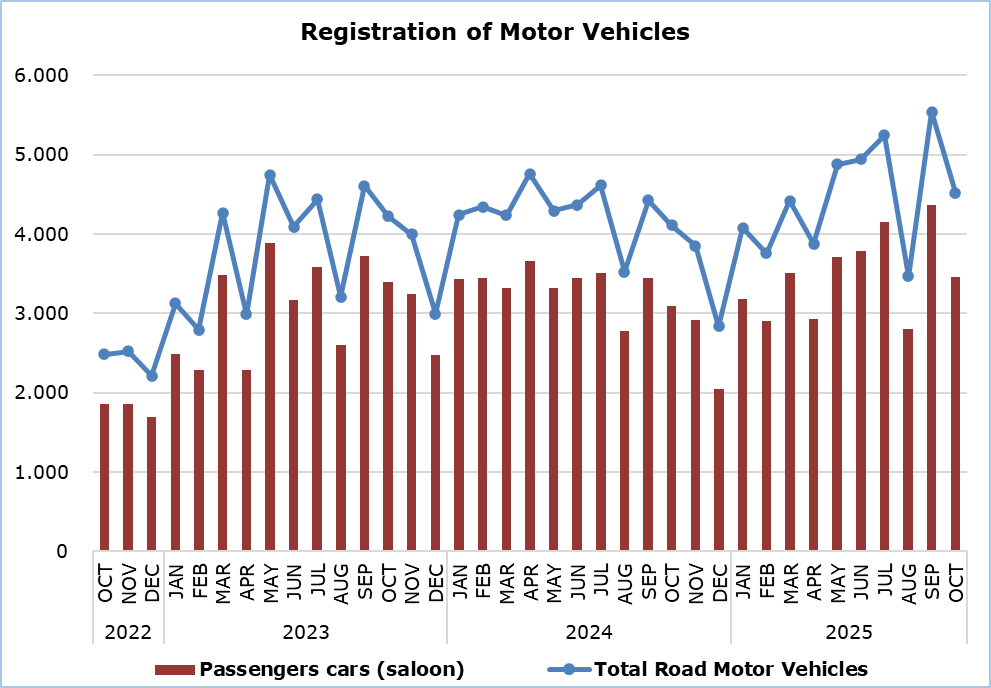 Registration of Motor Vehicles
6.000
5.000
4.000
3.000
2.000
1.000
0
OCT NOV DEC JAN FEB MAR APR MAY JUN JUL AUG SEP OCT NOV DEC JAN FEB MAR APR MAY JUN JUL AUG SEP OCT NOV DEC JAN FEB MAR APR MAY JUN JUL AUG SEP OCT
2022 2023 2024 2025
Passengers cars (saloon) Total Road Motor Vehicles